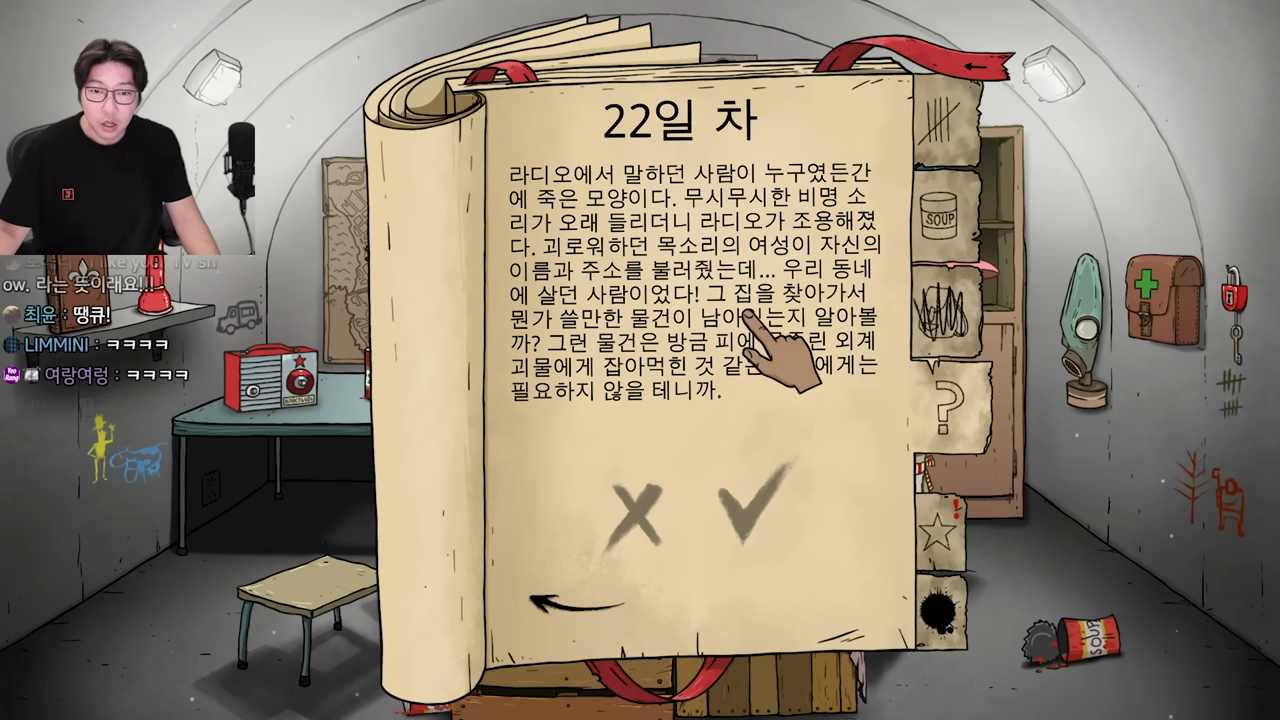 22일 차
라디오에서 말하던 사람이 누구였든간
에 죽은 모양이다. 무시무시한 비명 소
리가 오래 들리더니 라디오가 조용해졌
다. 괴로워하던 목소리의 여성이 자신의
이름과 주소를 불러줬는데... 우리 동네
에 살던 사람이었다! 그 집을 찾아가서
뭔가 쓸만한 물건이 남아있는지 알아볼
까? 그런 물건은 방금 피에 린 외계
괴물에게 잡아먹힌 것 같은 에게는
필요하지 않을 테니까.
SOUP
ow. 라는 뜻이래요!!
최윤 : 땡큐!
LIMMINI : ㅋㅋㅋㅋ
여랑여렁 : ㅋㅋㅋㅋ
SOUP